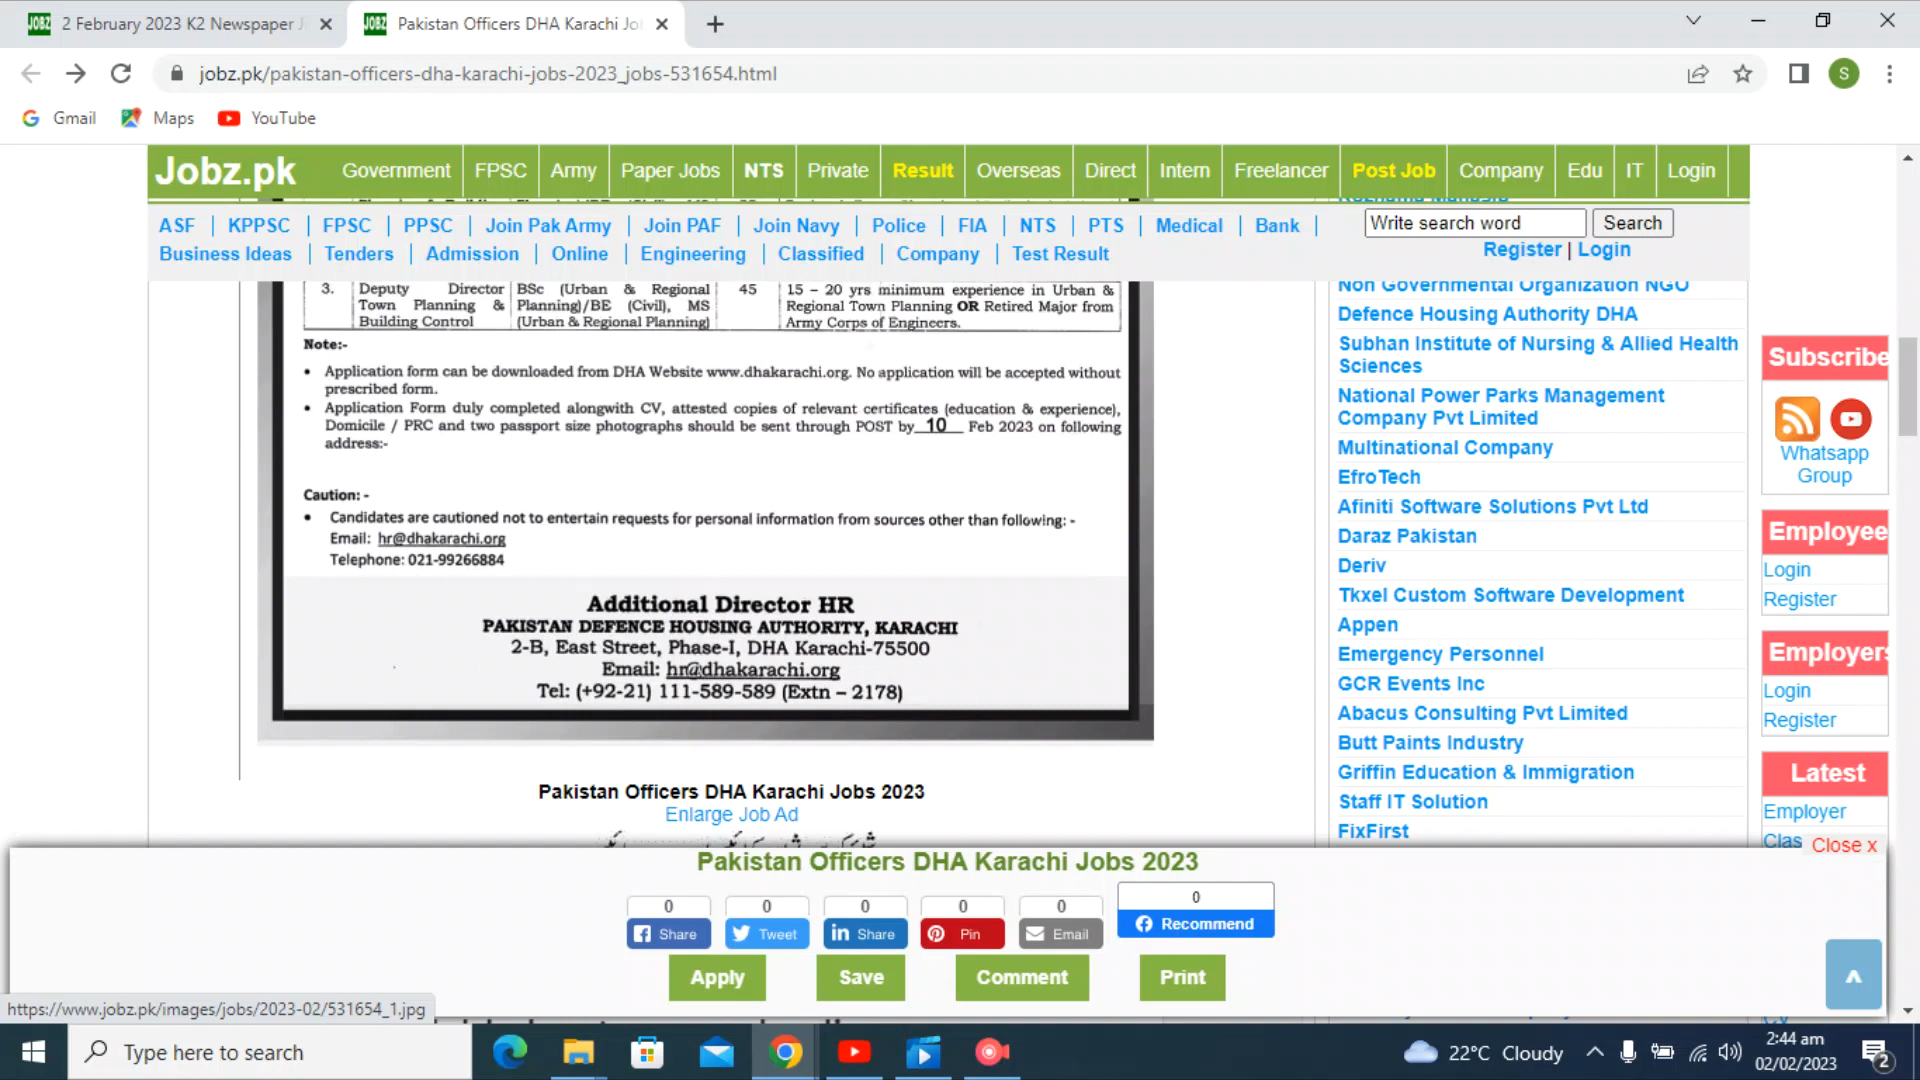 2 February 2023 K2 Newspaper J
Pakistan Officers DHA Karachi Jo
jobz.pk/pakistan-officers-dha-karachi-jobs-2023_jobs-531654.html
S
Gmail
Maps
YouTube
Jobz.pk
Government
FPSC
Army
Paper Jobs
NTS
Private
Result
Overseas
Direct
Intern
Freelancer
Post Job
Company
Edu
IT
Login
ASF
KPPSC
FPSC
PPSC
Join Pak Army
Join PAF
Join Navy
Police
FIA
NTS
PTS
Medical
Bank
Write search word
Search
Business Ideas
Tenders
Admission
Online
Engineering
Classified
Company
Test Result
Register | Login
3.
Deputy Director
Town Planning &
Building Control
BSc (Urban & Regional
Planning)/BE (Civil), MS
(Urban & Regional Planning)
45
15 – 20 yrs minimum experience in Urban &
Regional Town Planning OR Retired Major from
Army Corps of Engineers.
Note:-
• Application form can be downloaded from DHA Website www.dhakarachi.org. No application will be accepted without
prescribed form.
• Application Form duly completed alongwith CV, attested copies of relevant certificates (education & experience),
Domicile / PRC and two passport size photographs should be sent through POST by 10 Feb 2023 on following
address:-
Caution: -
• Candidates are cautioned not to entertain requests for personal information from sources other than following: -
Email: hr@dhakarachi.org
Telephone: 021-99266884
Additional Director HR
PAKISTAN DEFENCE HOUSING AUTHORITY, KARACHI
2-B, East Street, Phase-I, DHA Karachi-75500
Email: hr@dhakarachi.org
Tel: (+92-21) 111-589-589 (Extn – 2178)
Pakistan Officers DHA Karachi Jobs 2023
Enlarge Job Ad
Non Governmental Organization NGO
Defence Housing Authority DHA
Subhan Institute of Nursing & Allied Health
Sciences
National Power Parks Management
Company Pvt Limited
Multinational Company
EfroTech
Afiniti Software Solutions Pvt Ltd
Daraz Pakistan
Deriv
Tkxel Custom Software Development
Appen
Emergency Personnel
GCR Events Inc
Abacus Consulting Pvt Limited
Butt Paints Industry
Griffin Education & Immigration
Staff IT Solution
FixFirst
Subscribe
Whatsapp
Group
Employee
Login
Register
Employers
Login
Register
Latest
Employer
Clas
Close x
Pakistan Officers DHA Karachi Jobs 2023
0
0
0
0
0
0
Share
Tweet
Share
Pin
Email
Recommend
Apply
Save
Comment
Print
https://www.jobz.pk/images/jobs/2023-02/531654_1.jpg
Type here to search
22°C Cloudy
2:44 am
02/02/2023
2